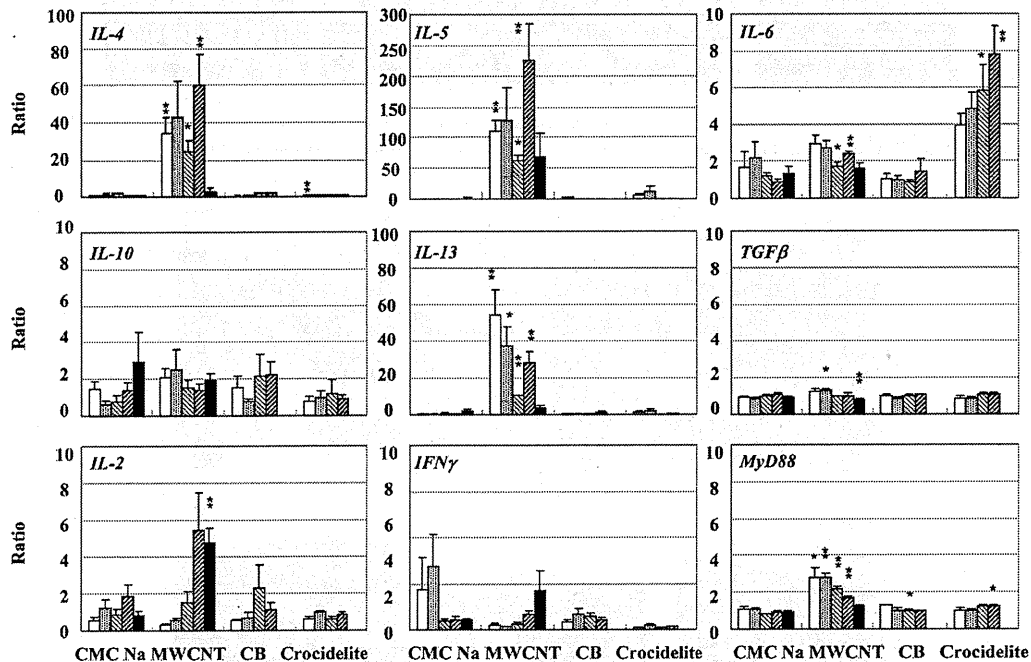 IL-4
IL-5
IL-6
100
80
60
40
20
0
300
250
200
150
100
50
0
10
8
6
4
2
0
Ratio
** * **
** * **
* ** * **
**
IL-10
IL-13
TGFβ
10
8
6
4
2
0
100
80
60
40
20
0
10
8
6
4
2
0
Ratio
** * ** **
* **
IL-2
IFNγ
MyD88
10
8
6
4
2
0
10
8
6
4
2
0
10
8
6
4
2
0
Ratio
**
* ** ** ** * *
CMC Na MWCNT CB Crocidelite
CMC Na MWCNT CB Crocidelite
CMC Na MWCNT CB Crocidelite